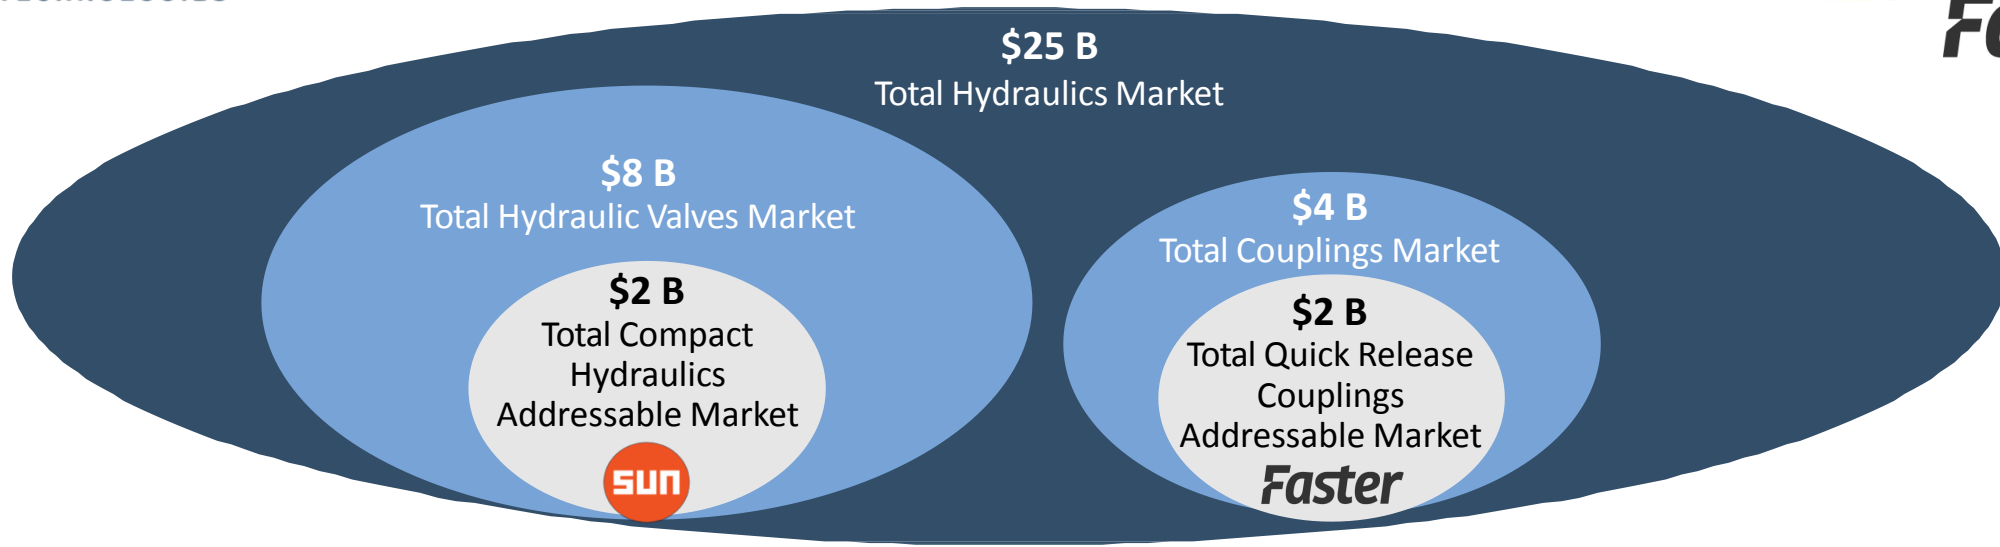 $25 B
Total Hydraulics Market
$8 B
Total Hydraulic Valves Market
$2 B
Total Compact
Hydraulics
Addressable Market
sun
$4 B
Total Couplings Market
$2 B
Total Quick Release
Couplings
Addressable Market
Faster